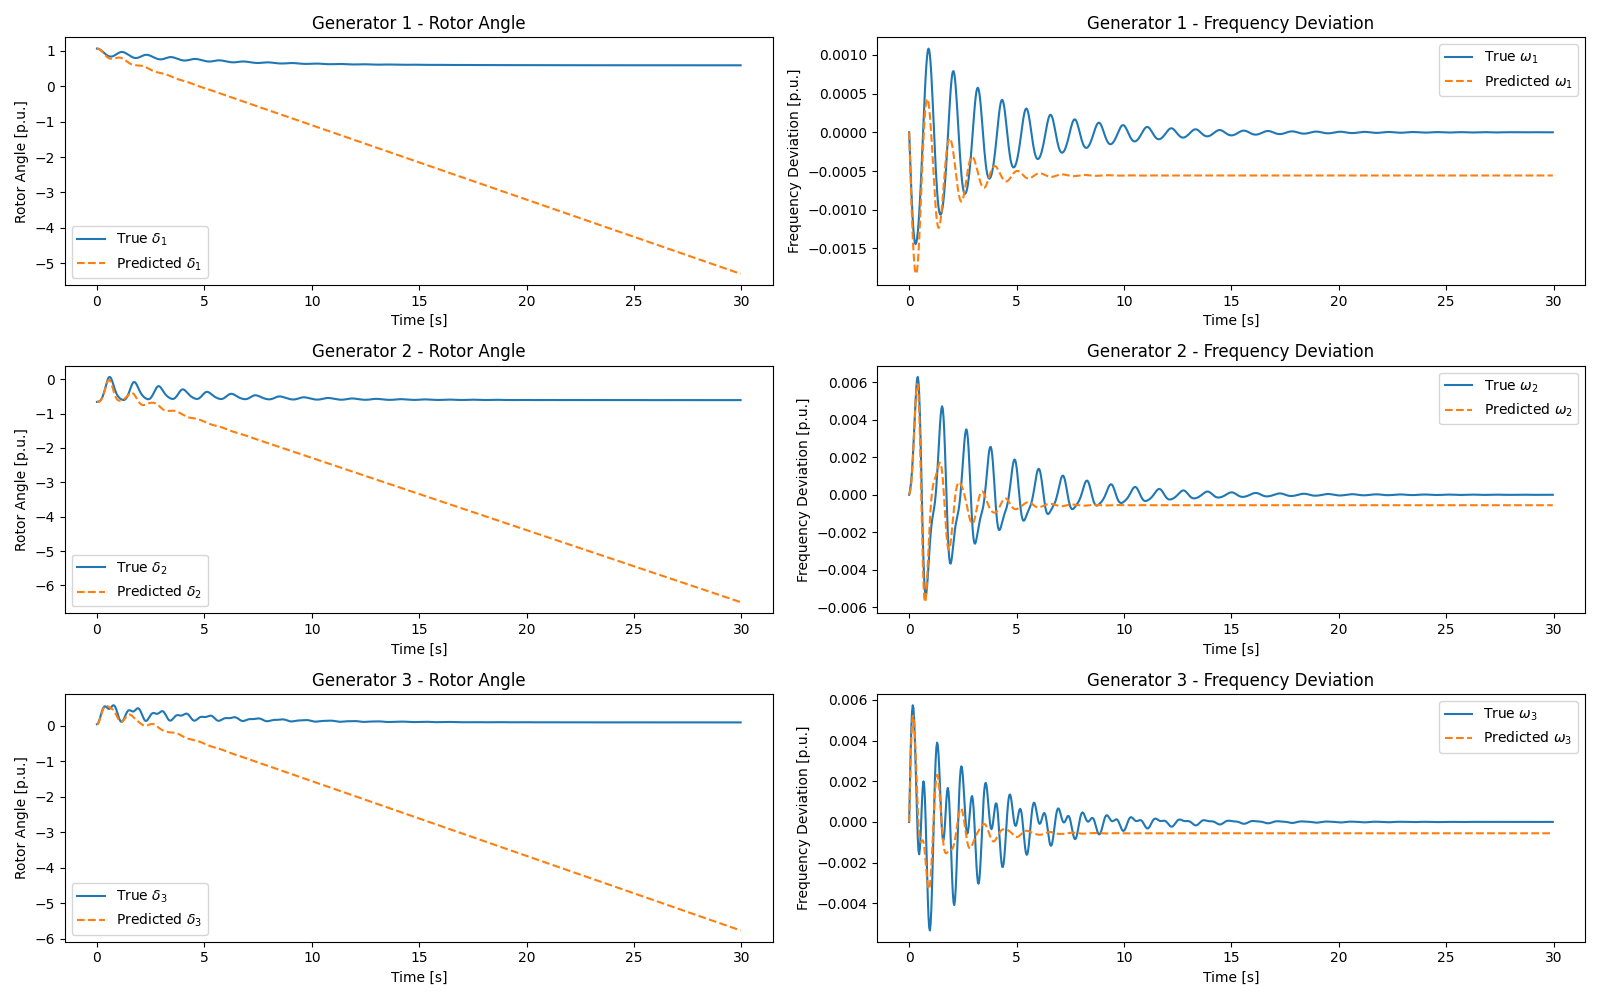 Generator 1 - Rotor Angle
Rotor Angle [p.u.]
1
0
−1
−2
−3
−4
−5
True δ1
Predicted δ1
0 5 10 15 20 25 30
Time [s]
Generator 1 - Frequency Deviation
Frequency Deviation [p.u.]
0.0010
0.0005
0.0000
−0.0005
−0.0010
−0.0015
True ω1
Predicted ω1
0 5 10 15 20 25 30
Time [s]
Generator 2 - Rotor Angle
Rotor Angle [p.u.]
0
−1
−2
−3
−4
−5
−6
True δ2
Predicted δ2
0 5 10 15 20 25 30
Time [s]
Generator 2 - Frequency Deviation
Frequency Deviation [p.u.]
0.006
0.004
0.002
0.000
−0.002
−0.004
−0.006
True ω2
Predicted ω2
0 5 10 15 20 25 30
Time [s]
Generator 3 - Rotor Angle
Rotor Angle [p.u.]
0
−1
−2
−3
−4
−5
−6
True δ3
Predicted δ3
0 5 10 15 20 25 30
Time [s]
Generator 3 - Frequency Deviation
Frequency Deviation [p.u.]
0.006
0.004
0.002
0.000
−0.002
−0.004
True ω3
Predicted ω3
0 5 10 15 20 25 30
Time [s]